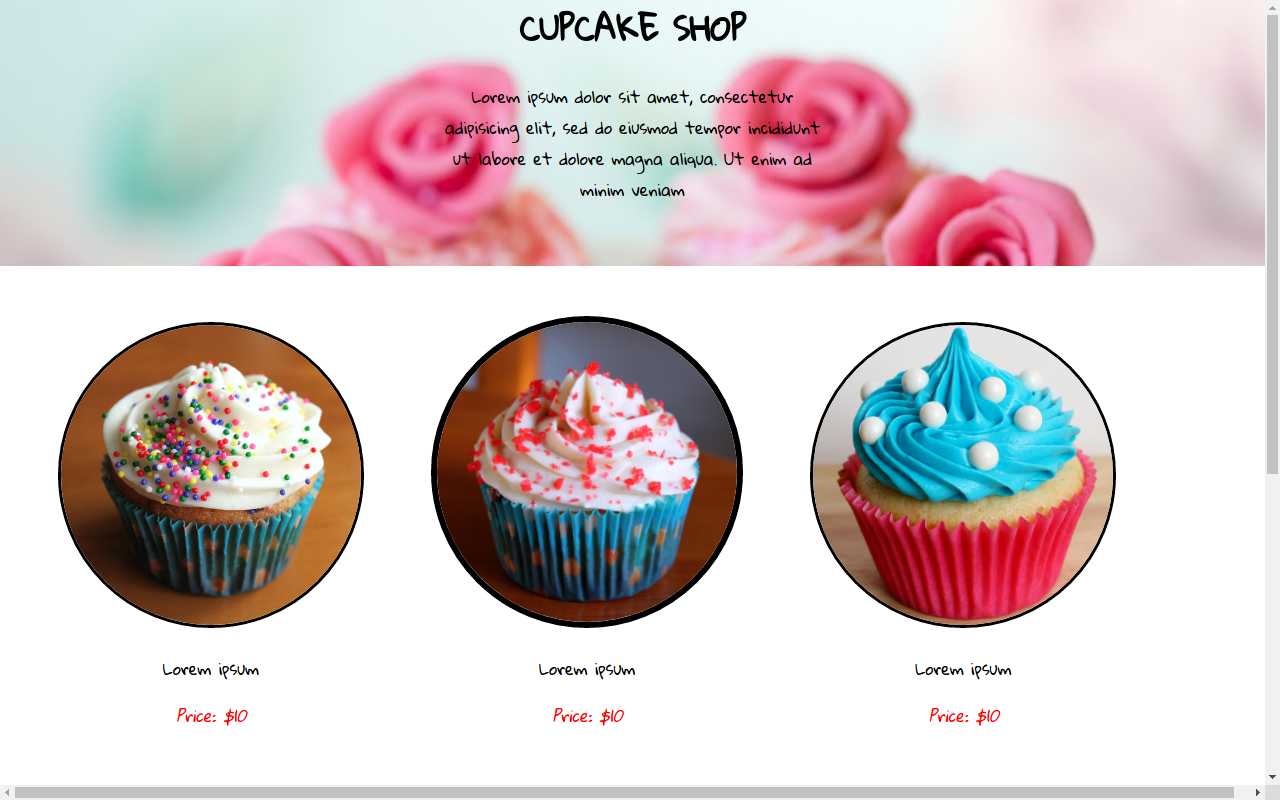 CUPCAKE SHOP
Lorem ipsum dolor sit amet, consectetur
adipisicing elit, sed do eiusmod tempor incididunt
ut labore et dolore magna aliqua. Ut enim ad
minim veniam
Lorem ipsum
Lorem ipsum
Lorem ipsum
Price: $10
Price: $10
Price: $10